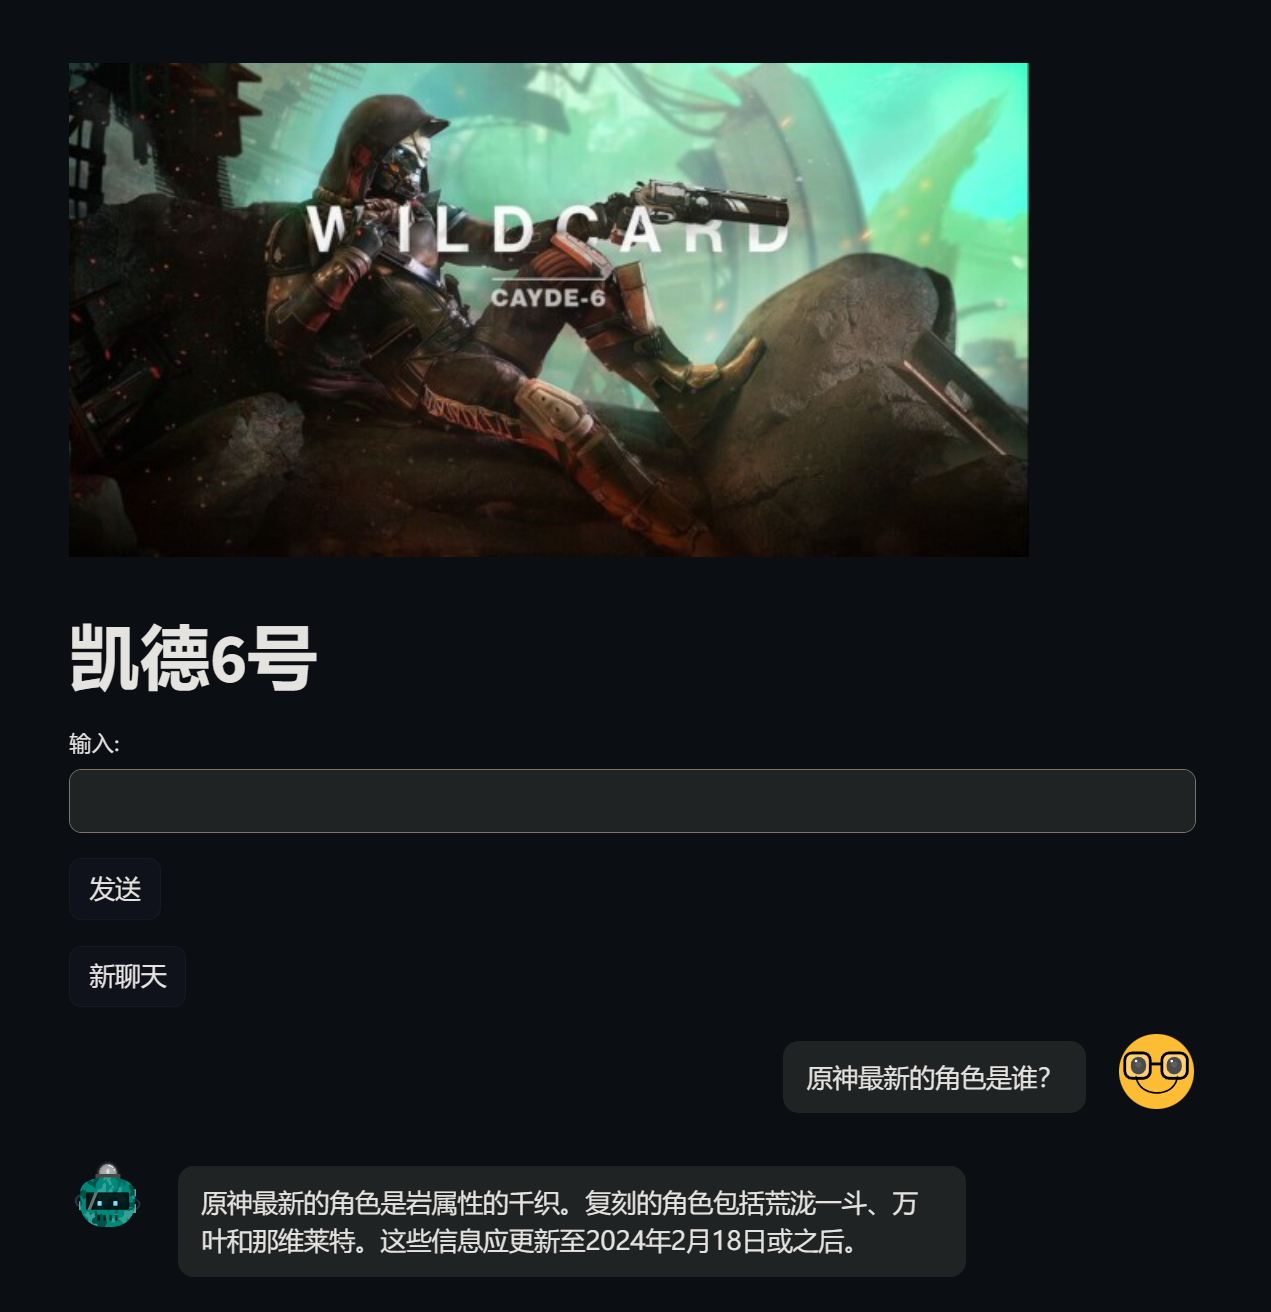 WILDCARD
CAYDE-6
凯德6号
输入:
发送
新聊天
原神最新的角色是谁?
原神最新的角色是岩属性的千织。复刻的角色包括荒泷一斗、万
叶和那维莱特。这些信息应更新至2024年2月18日或之后。